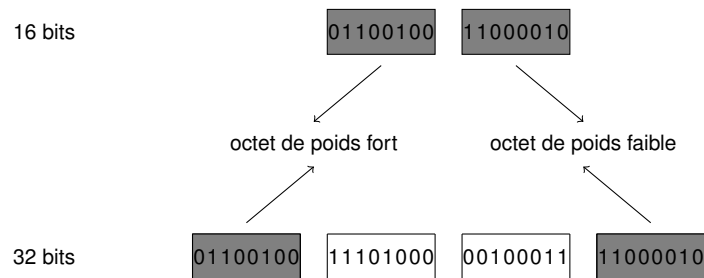 16 bits 01100100 11000010
octet de poids fort octet de poids faible
32 bits 01100100 11101000 00100011 11000010